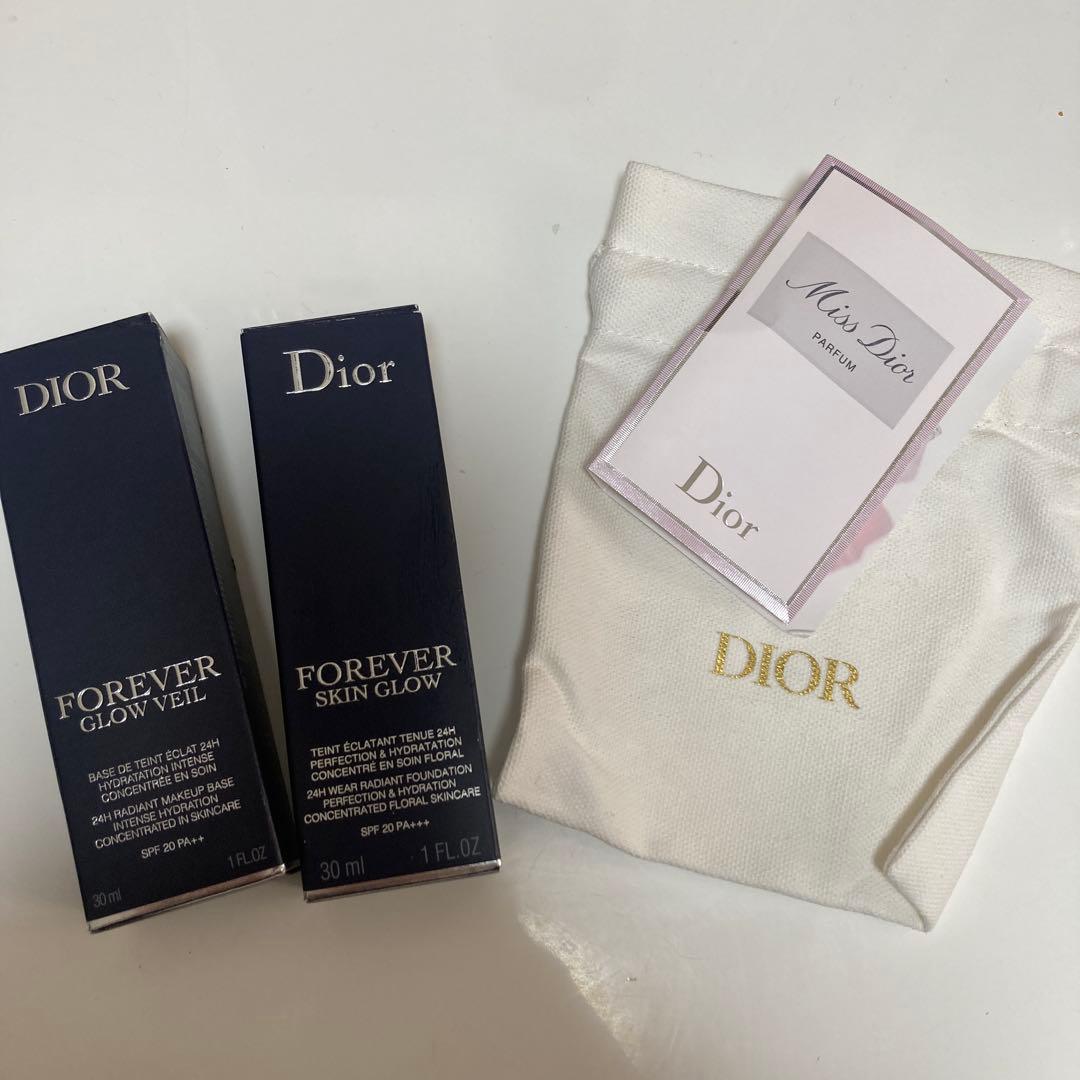 DIOR
FOREVER
GLOW VEIL
BASE DE TEINT ÉCLAT 24H
HYDRATATION INTENSE
CONCENTRÉE EN SOIN
24H RADIANT MAKEUP BASE
INTENSE HYDRATION
CONCENTRATED IN SKINCARE
SPF 20 PA++
30 ml
1 FL.OZ
Dior
FOREVER
SKIN GLOW
TEINT ÉCLATANT TENUE 24H
PERFECTION & HYDRATATION
CONCENTRÉ EN SOIN FLORAL
24H WEAR RADIANT FOUNDATION
PERFECTION & HYDRATION
CONCENTRATED FLORAL SKINCARE
SPF 20 PA+++
30 ml
1 FL.OZ
Miss Dior
PARFUM
Dior
DIOR